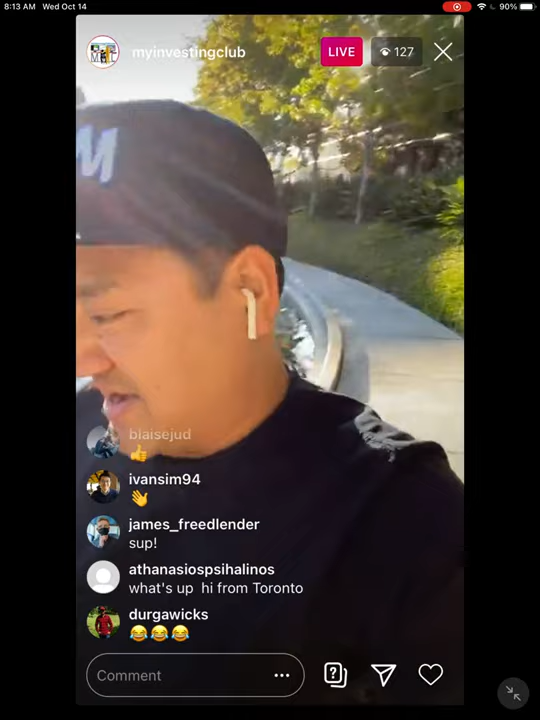 8:13 AM Wed Oct 14
90%
myinvestingclub
LIVE
127
M
blaisejud
👍
ivansim94
👋
james_freedlender
sup!
athanasiospsihalinos
what's up hi from Toronto
durgawicks
😂😂😂
Comment